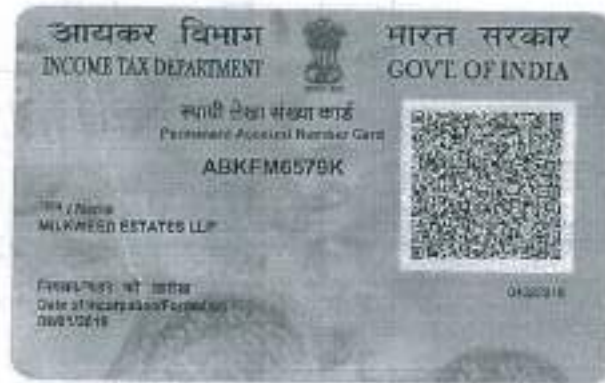 आयकर विभाग
INCOME TAX DEPARTMENT
भारत सरकार
GOVT. OF INDIA
स्थायी लेखा संख्या कार्ड
Permanent Account Number Card
ABKFM6579K
नाम / Name
MILKWEED ESTATES LLP
की तारीख
Date of Incorporation/Formation